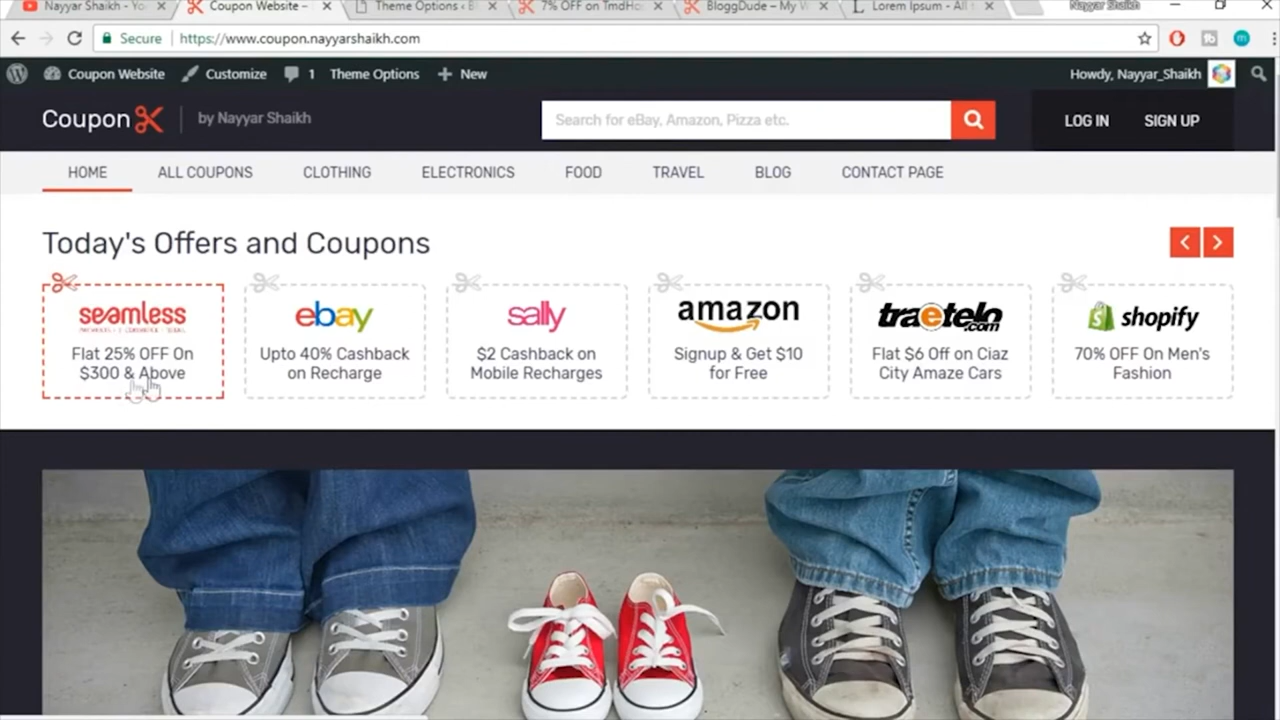 Nayyar Shaikh - Yo
Coupon Website -
Theme Options ‹ B
7% OFF on TmdHo
BloggDude – My W
Lorem Ipsum - All t
Nayyar Shaikh
Secure
https://www.coupon.nayyarshaikh.com
Coupon Website
Customize
1
Theme Options
New
Howdy, Nayyar_Shaikh
Coupon
by Nayyar Shaikh
Search for eBay, Amazon, Pizza etc.
LOG IN
SIGN UP
HOME
ALL COUPONS
CLOTHING
ELECTRONICS
FOOD
TRAVEL
BLOG
CONTACT PAGE
Today's Offers and Coupons
seamless
Flat 25% OFF On
$300 & Above
ebay
Upto 40% Cashback
on Recharge
sally
$2 Cashback on
Mobile Recharges
amazon
Signup & Get $10
for Free
traetelo.com
Flat $6 Off on Ciaz
City Amaze Cars
shopify
70% OFF On Men's
Fashion